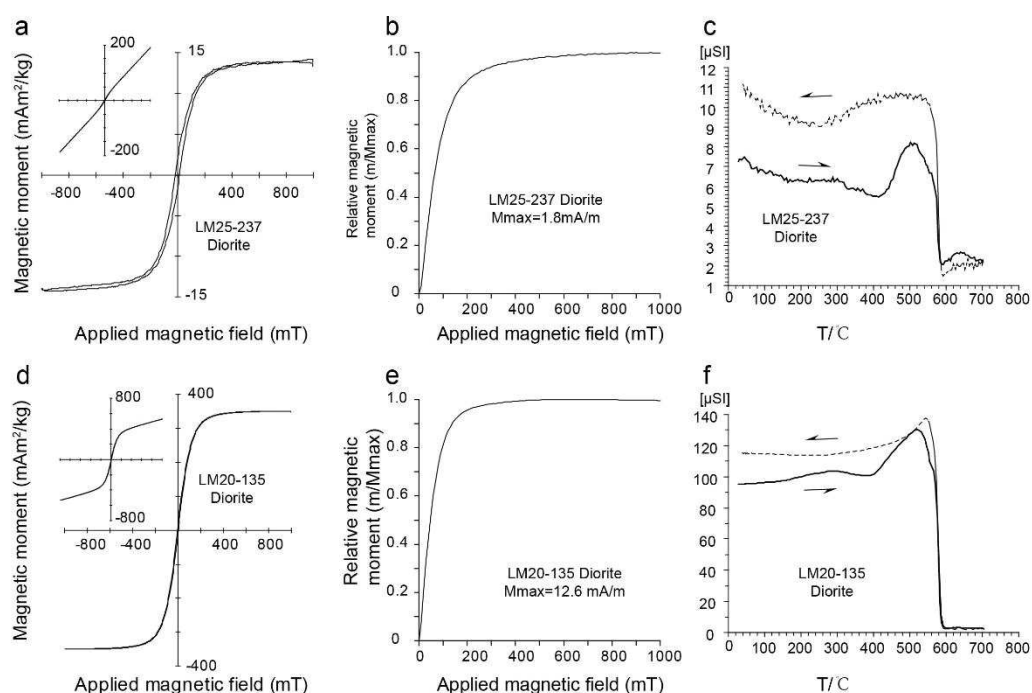 a
Magnetic moment (mAm²/kg)
200
-200
15
-15
-800
-400
400
800
LM25-237
Diorite
Applied magnetic field (mT)
b
Relative magnetic
moment (m/Mmax)
1.0
0.8
0.6
0.4
0.2
0
LM25-237 Diorite
Mmax=1.8mA/m
0 200 400 600 800 1000
Applied magnetic field (mT)
c
[µSI]
12
11
10
9
8
7
6
5
4
3
2
1
LM25-237
Diorite
0 100 200 300 400 500 600 700 800
T/℃
d
Magnetic moment (mAm²/kg)
800
-800
400
-400
-800
-400
400
800
LM20-135
Diorite
Applied magnetic field (mT)
e
Relative magnetic
moment (m/Mmax)
1.0
0.8
0.6
0.4
0.2
0
LM20-135 Diorite
Mmax=12.6 mA/m
0 200 400 600 800 1000
Applied magnetic field (mT)
f
[µSI]
140
120
100
80
60
40
20
0
LM20-135
Diorite
0 100 200 300 400 500 600 700 800
T/℃